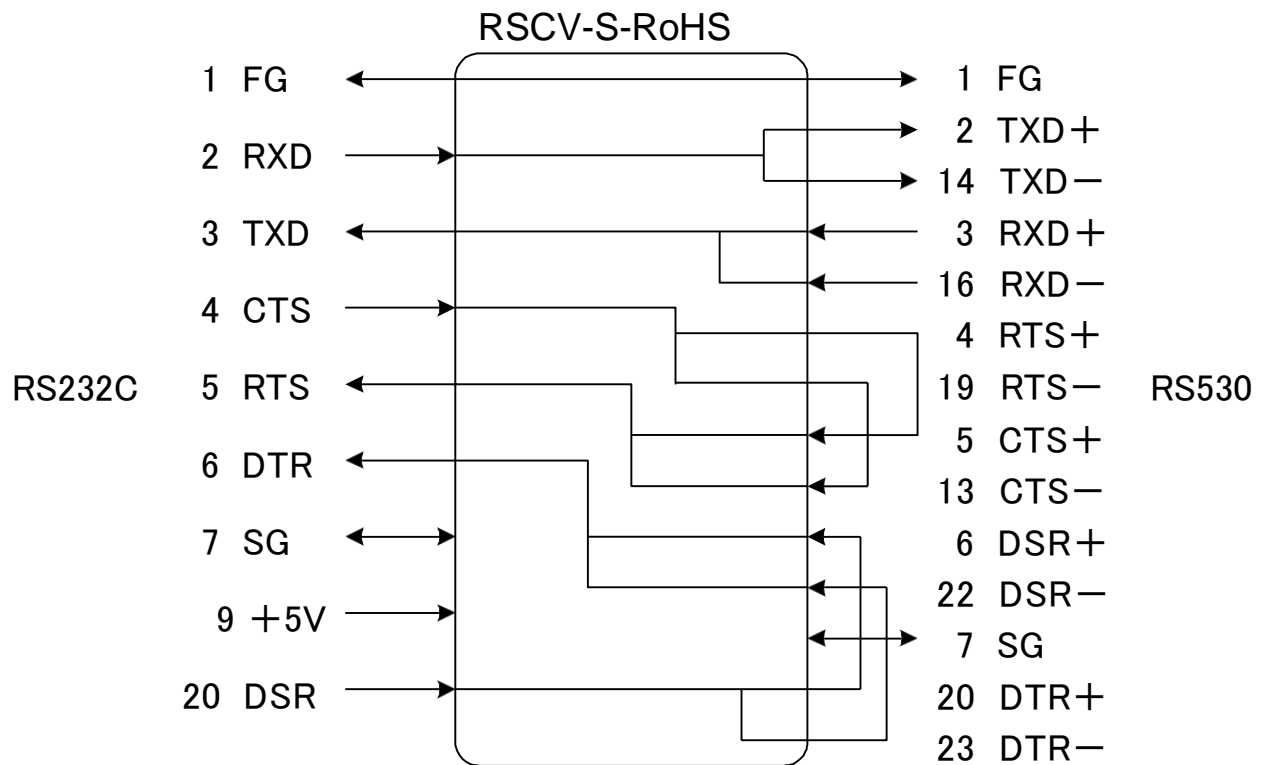 RSCV-S-RoHS
1 FG
1 FG
2 TXD＋
2 RXD
14 TXD－
3 TXD
3 RXD＋
16 RXD－
4 CTS
4 RTS＋
RS232C
5 RTS
19 RTS－
RS530
5 CTS＋
6 DTR
13 CTS－
7 SG
6 DSR＋
22 DSR－
9 ＋5V
7 SG
20 DSR
20 DTR＋
23 DTR－